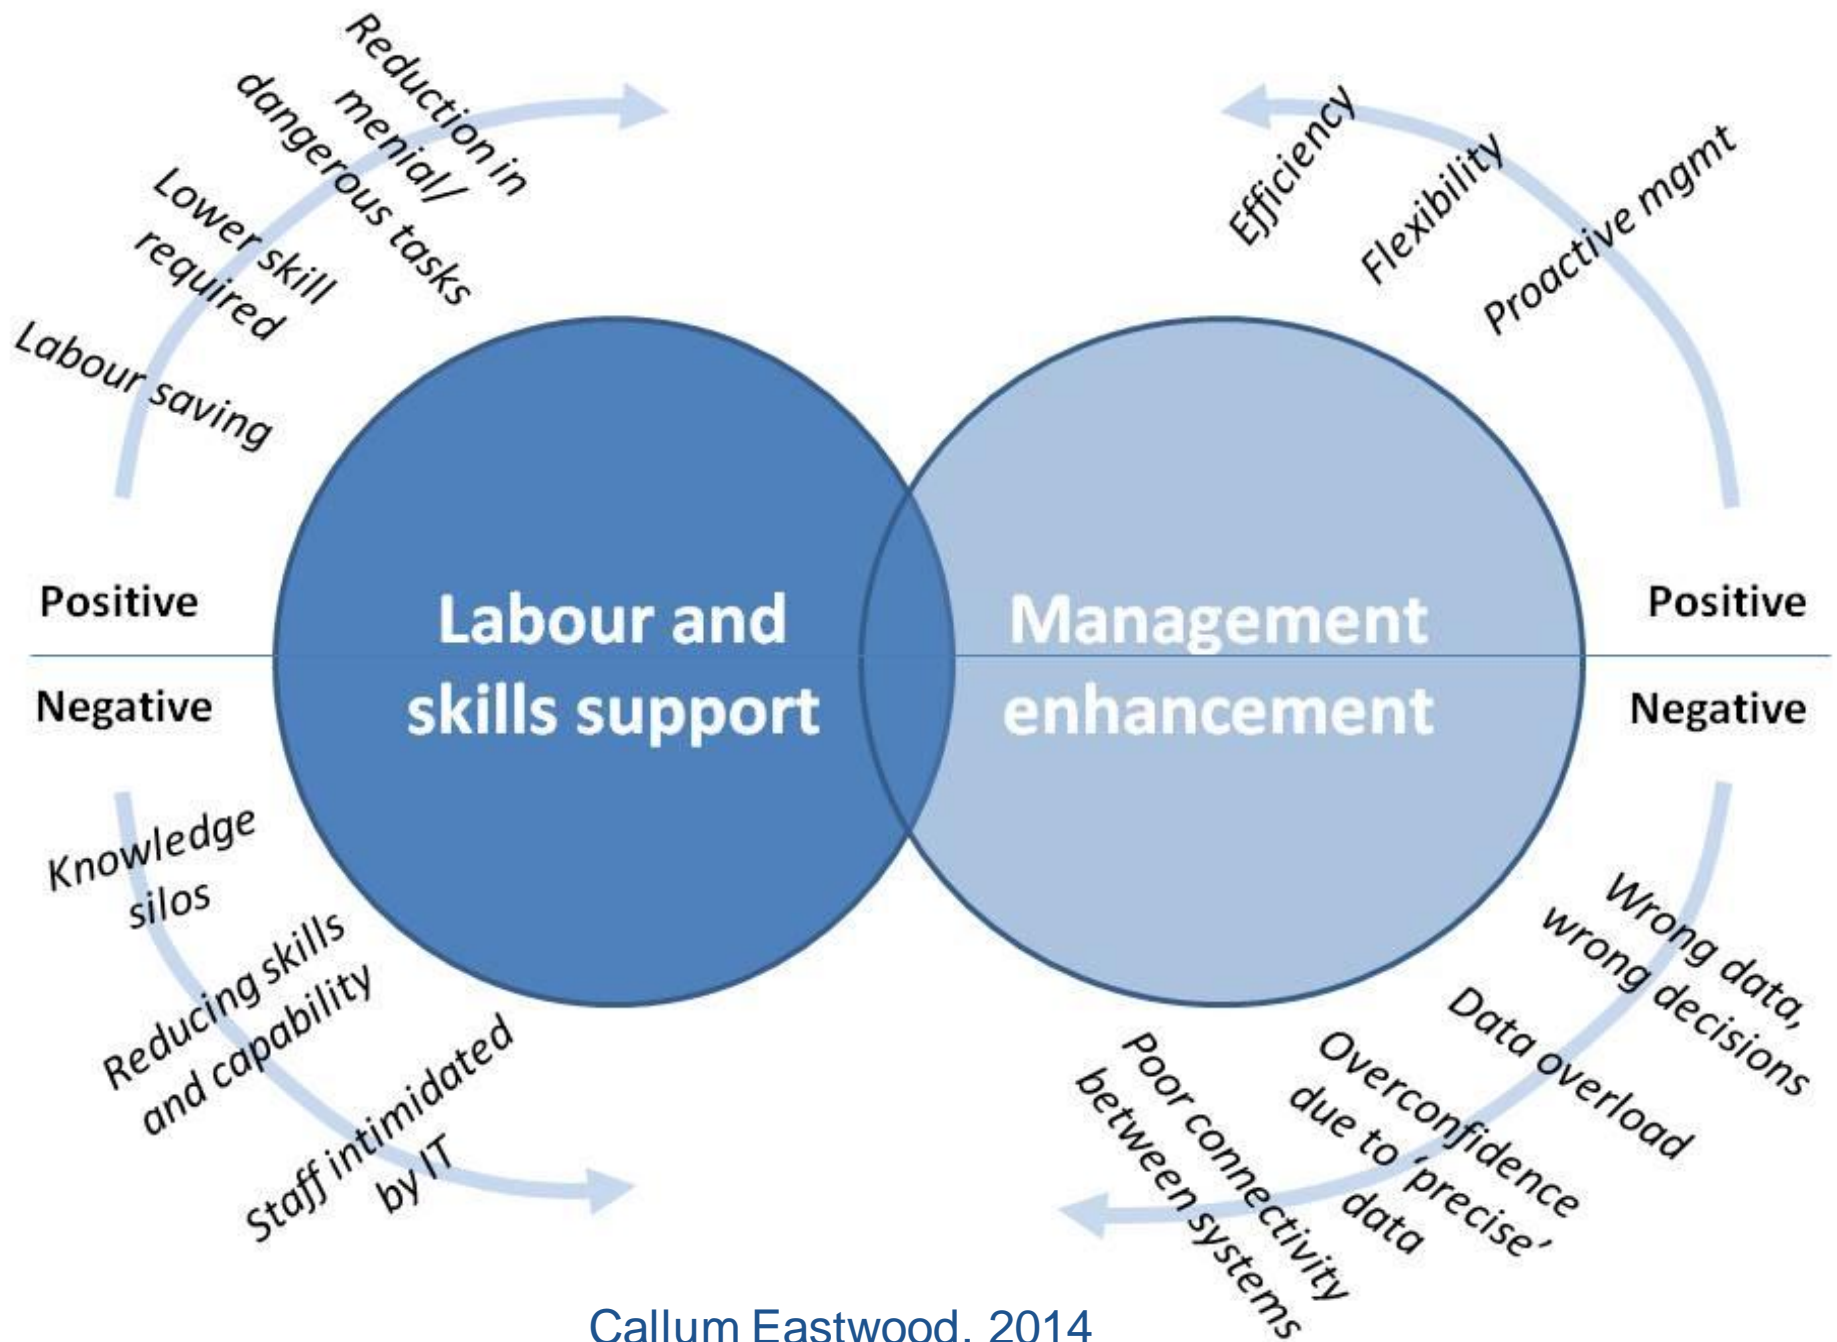 Reduction in
menial/
dangerous tasks
Lower skill
required
Labour saving
Efficiency
Flexibility
Proactive mgmt
Positive
Positive
Labour and
skills support
Management
enhancement
Negative
Negative
Knowledge
silos
Reducing skills
and capability
Staff intimidated
by IT
Wrong data,
wrong decisions
Data overload
Overconfidence
due to ‘precise’
data
Poor connectivity
between systems
Callum Eastwood, 2014